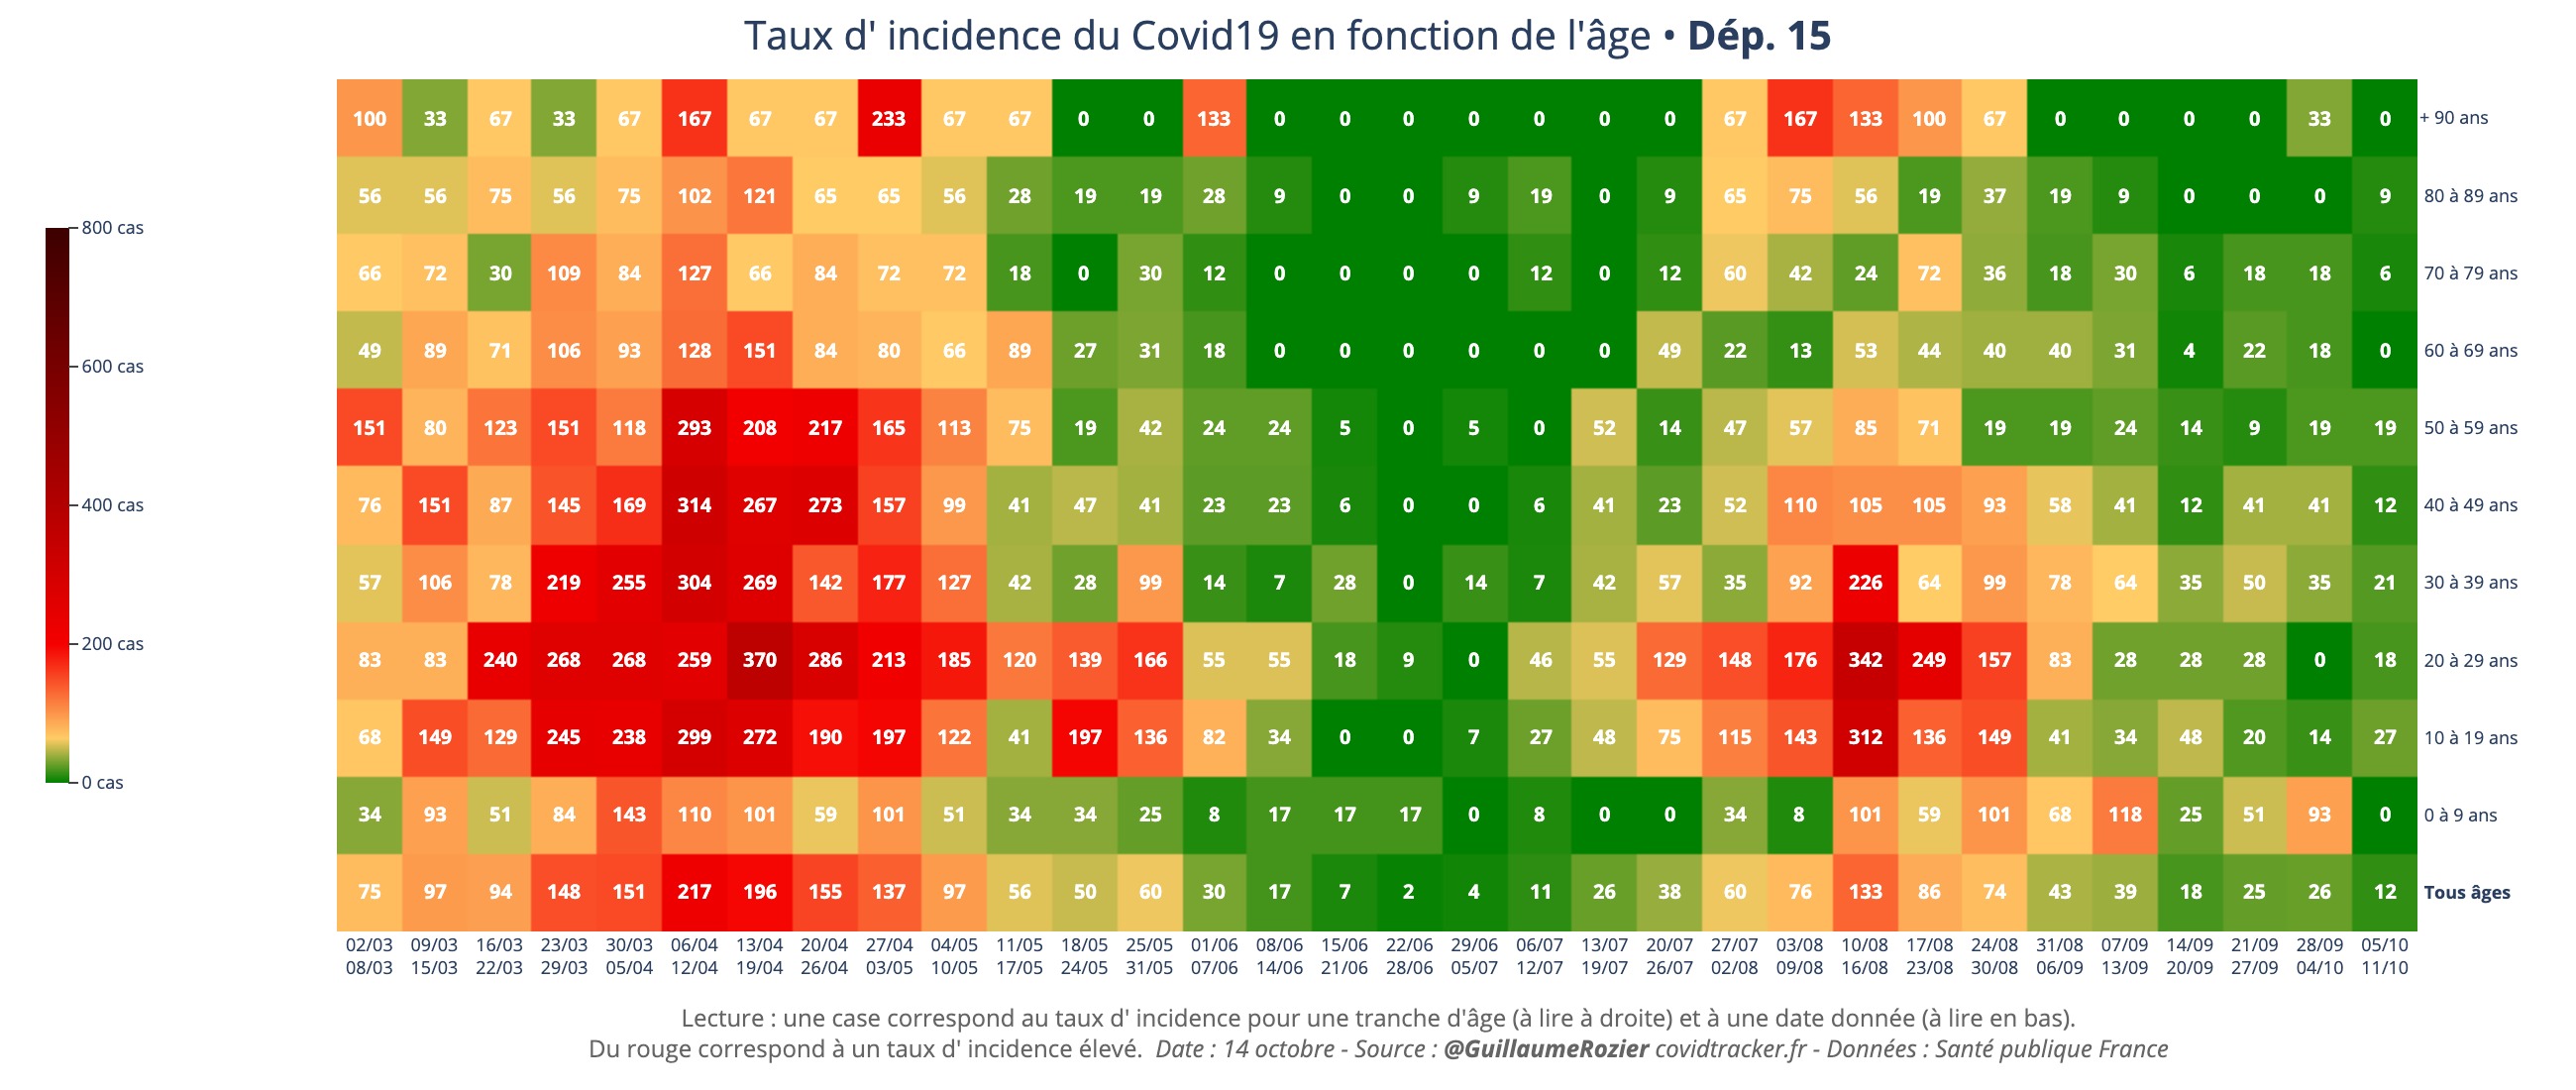 Taux d' incidence du Covid19 en fonction de l'âge • Dép. 15
800 cas
600 cas
400 cas
200 cas
0 cas
100 33 67 33 67 167 67 67 233 67 67 0 0 133 0 0 0 0 0 0 0 67 167 133 100 67 0 0 0 0 33 0 + 90 ans
56 56 75 56 75 102 121 65 65 56 28 19 19 28 9 0 0 9 19 0 9 65 75 56 19 37 19 9 0 0 0 9 80 à 89 ans
66 72 30 109 84 127 66 84 72 72 18 0 30 12 0 0 0 0 12 0 12 60 42 24 72 36 18 30 6 18 18 6 70 à 79 ans
49 89 71 106 93 128 151 84 80 66 89 27 31 18 0 0 0 0 0 0 49 22 13 53 44 40 40 31 4 22 18 0 60 à 69 ans
151 80 123 151 118 293 208 217 165 113 75 19 42 24 24 5 0 5 0 52 14 47 57 85 71 19 19 24 14 9 19 19 50 à 59 ans
76 151 87 145 169 314 267 273 157 99 41 47 41 23 23 6 0 0 6 41 23 52 110 105 105 93 58 41 12 41 41 12 40 à 49 ans
57 106 78 219 255 304 269 142 177 127 42 28 99 14 7 28 0 14 7 42 57 35 92 226 64 99 78 64 35 50 35 21 30 à 39 ans
83 83 240 268 268 259 370 286 213 185 120 139 166 55 55 18 9 0 46 55 129 148 176 342 249 157 83 28 28 28 0 18 20 à 29 ans
68 149 129 245 238 299 272 190 197 122 41 197 136 82 34 0 0 7 27 48 75 115 143 312 136 149 41 34 48 20 14 27 10 à 19 ans
34 93 51 84 143 110 101 59 101 51 34 34 25 8 17 17 17 0 8 0 0 34 8 101 59 101 68 118 25 51 93 0 0 à 9 ans
75 97 94 148 151 217 196 155 137 97 56 50 60 30 17 7 2 4 11 26 38 60 76 133 86 74 43 39 18 25 26 12 Tous âges
02/03 09/03 16/03 23/03 30/03 06/04 13/04 20/04 27/04 04/05 11/05 18/05 25/05 01/06 08/06 15/06 22/06 29/06 06/07 13/07 20/07 27/07 03/08 10/08 17/08 24/08 31/08 07/09 14/09 21/09 28/09 05/10
08/03 15/03 22/03 29/03 05/04 12/04 19/04 26/04 03/05 10/05 17/05 24/05 31/05 07/06 14/06 21/06 28/06 05/07 12/07 19/07 26/07 02/08 09/08 16/08 23/08 30/08 06/09 13/09 20/09 27/09 04/10 11/10
Lecture : une case correspond au taux d' incidence pour une tranche d'âge (à lire à droite) et à une date donnée (à lire en bas).
Du rouge correspond à un taux d' incidence élevé. Date : 14 octobre - Source : @GuillaumeRozier covidtracker.fr - Données : Santé publique France